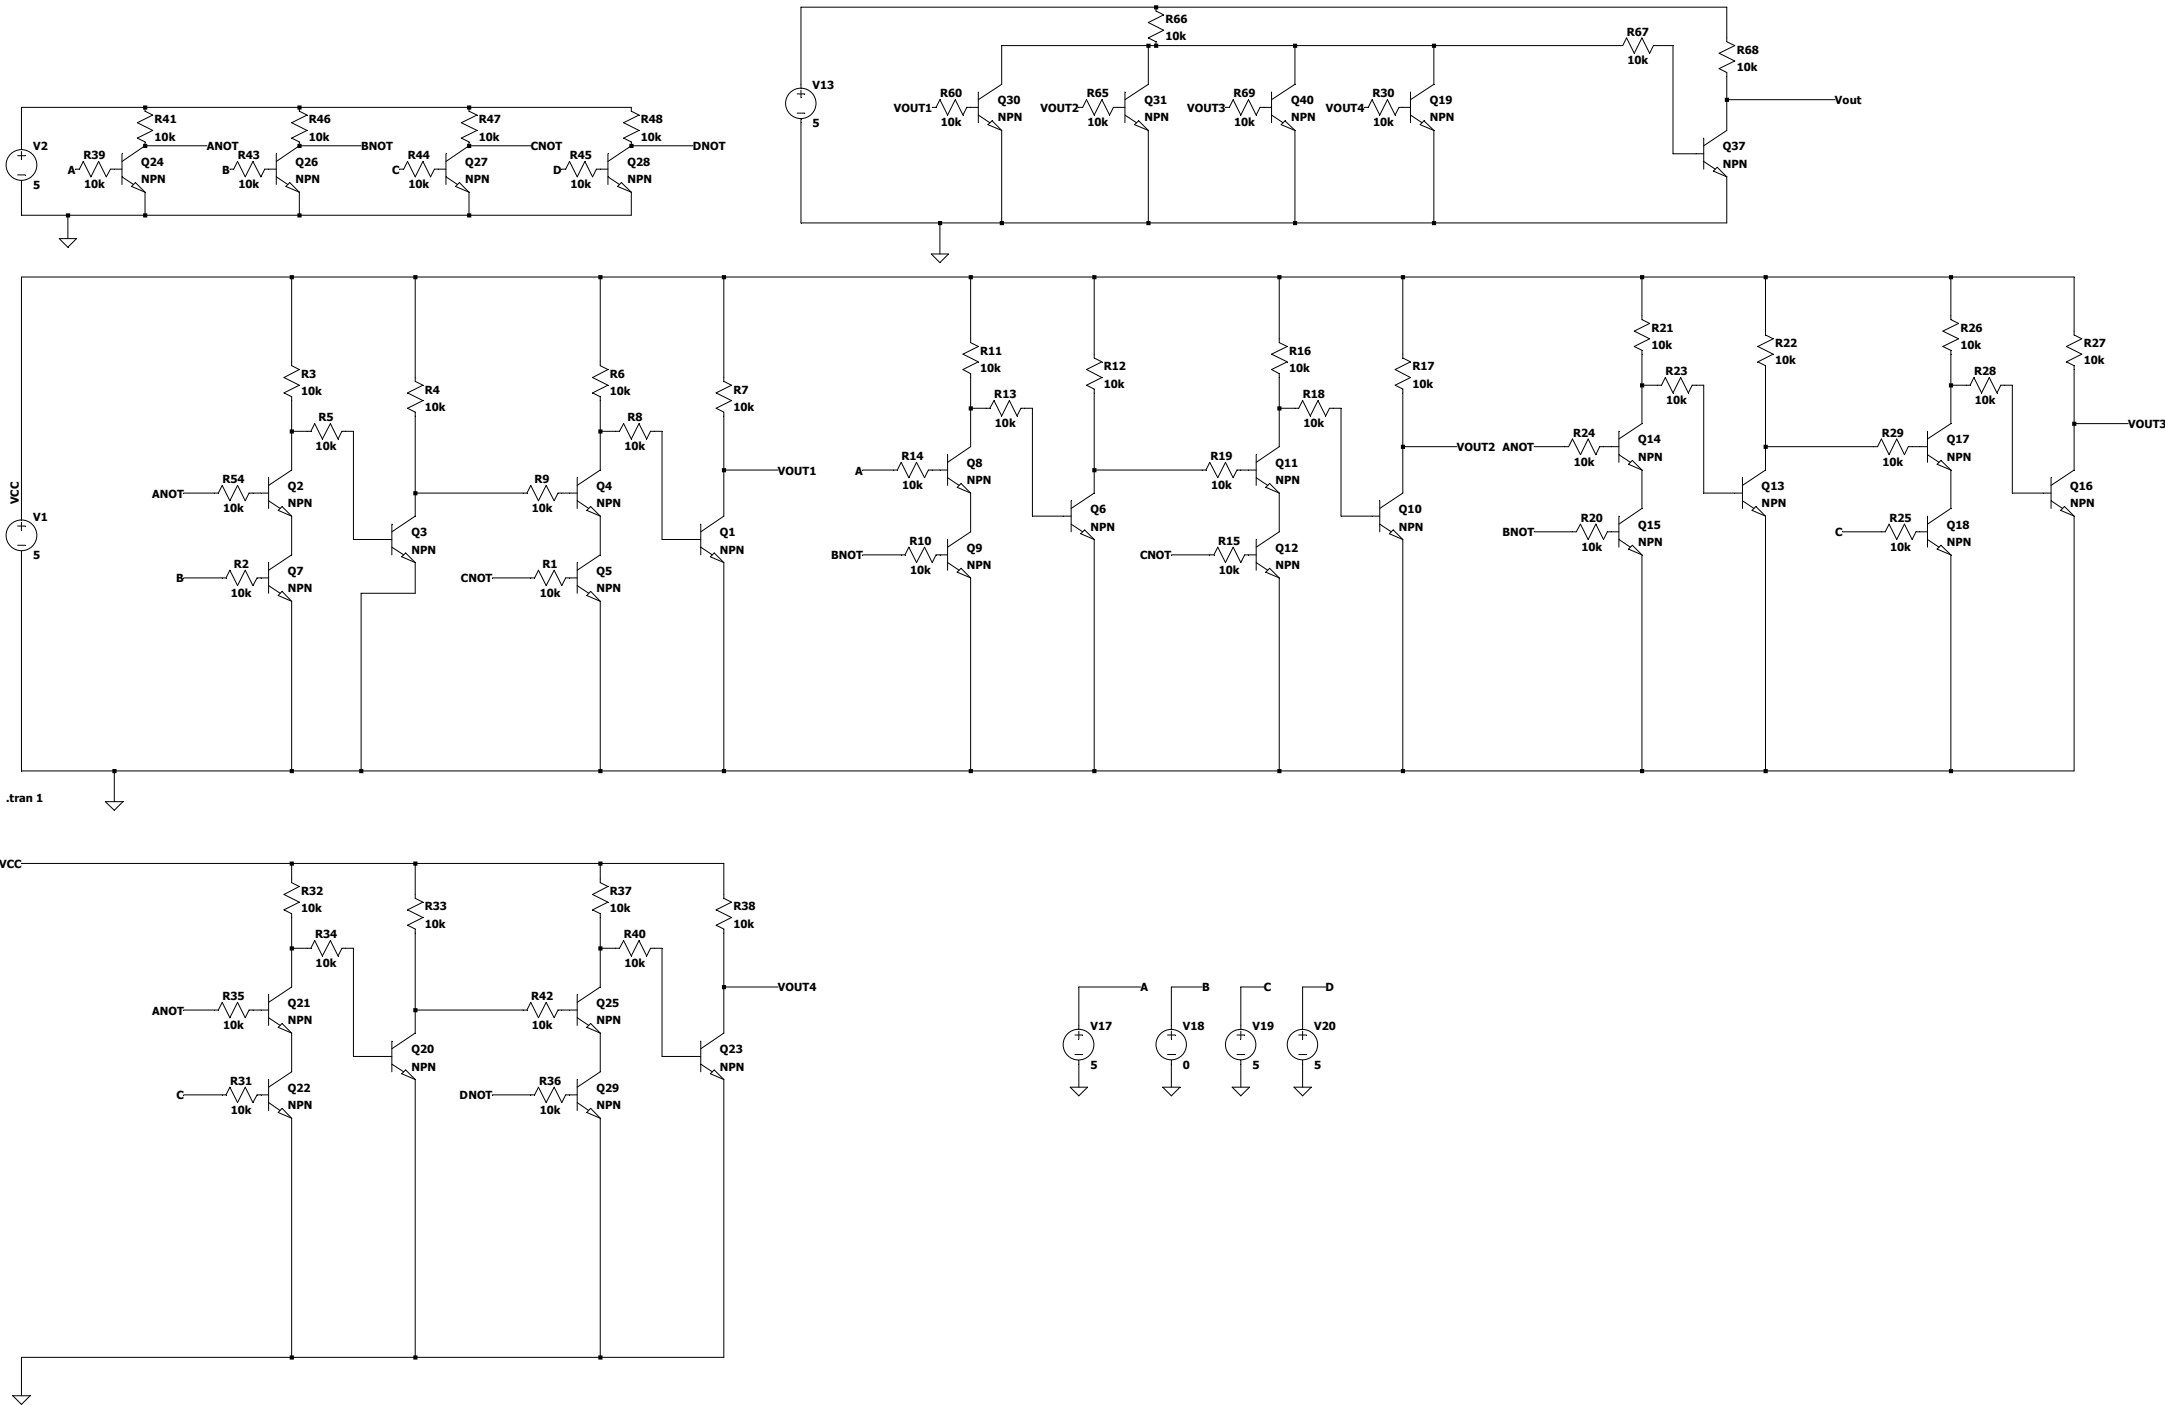 R66
10k
R67
10k
R68
10k
V13
5
VOUT1
R60
10k
Q30
NPN
VOUT2
R65
10k
Q31
NPN
VOUT3
R69
10k
Q40
NPN
VOUT4
R30
10k
Q19
NPN
Vout
Q37
NPN
V2
5
R41
10k
ANOT
A
R39
10k
Q24
NPN
R46
10k
BNOT
B
R43
10k
Q26
NPN
R47
10k
CNOT
C
R44
10k
Q27
NPN
R48
10k
DNOT
D
R45
10k
Q28
NPN
VCC
V1
5
R3
10k
R5
10k
R4
10k
ANOT
R54
10k
Q2
NPN
B
R2
10k
Q7
NPN
Q3
NPN
R6
10k
R8
10k
R7
10k
R9
10k
Q4
NPN
VOUT1
CNOT
R1
10k
Q5
NPN
Q1
NPN
R11
10k
R13
10k
R12
10k
A
R14
10k
Q8
NPN
BNOT
R10
10k
Q9
NPN
Q6
NPN
R16
10k
R18
10k
R17
10k
R19
10k
Q11
NPN
VOUT2
CNOT
R15
10k
Q12
NPN
Q10
NPN
R21
10k
R23
10k
R22
10k
ANOT
R24
10k
Q14
NPN
BNOT
R20
10k
Q15
NPN
Q13
NPN
R26
10k
R28
10k
R27
10k
VOUT3
R29
10k
Q17
NPN
C
R25
10k
Q18
NPN
Q16
NPN
.tran 1
VCC
R32
10k
R34
10k
R33
10k
ANOT
R35
10k
Q21
NPN
C
R31
10k
Q22
NPN
Q20
NPN
R37
10k
R40
10k
R38
10k
VOUT4
R42
10k
Q25
NPN
DNOT
R36
10k
Q29
NPN
Q23
NPN
A
V17
5
B
V18
0
C
V19
5
D
V20
5